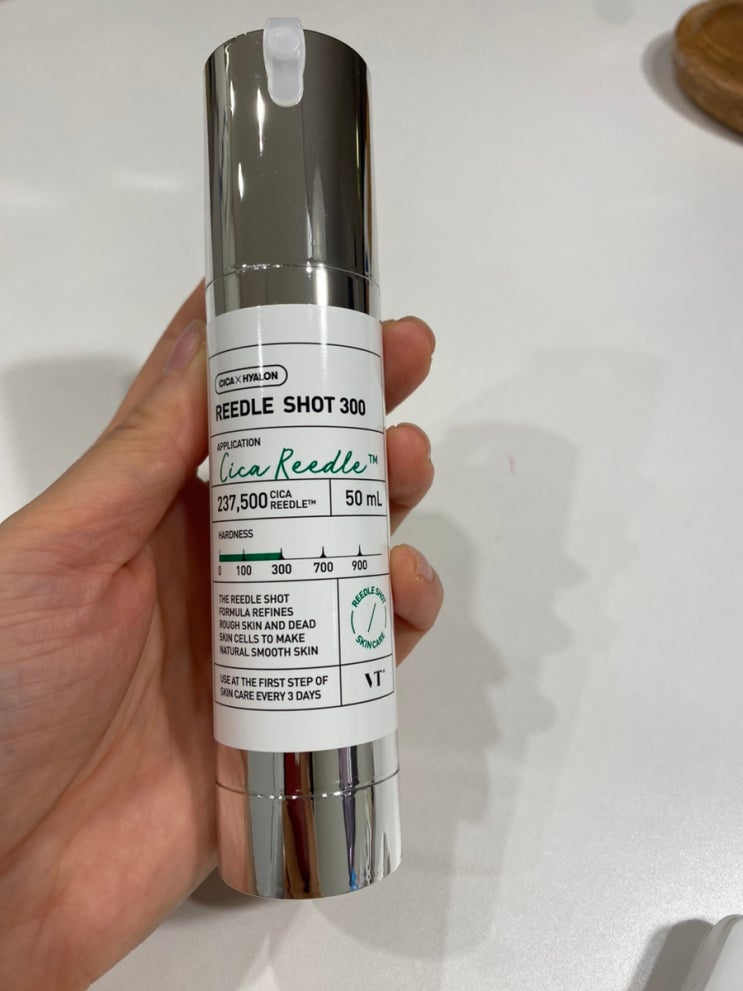 CICA×HYALON
REEDLE SHOT 300
APPLICATION
Cica Reedle™
237,500 CICA REEDLE™
50 mL
HARDNESS
0 100 300 700 900
THE REEDLE SHOT
FORMULA REFINES
ROUGH SKIN AND DEAD
SKIN CELLS TO MAKE
NATURAL SMOOTH SKIN
REEDLE SHOT
SKINCARE
USE AT THE FIRST STEP OF
SKIN CARE EVERY 3 DAYS
VT